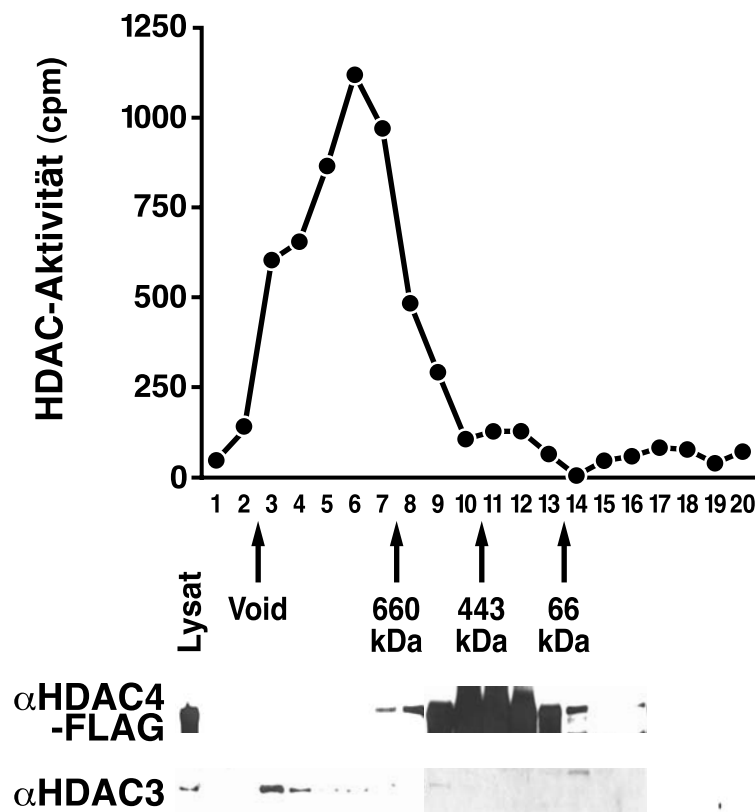 1250
1000
750
500
250
0
HDAC-Aktivität (cpm)
1 2 3 4 5 6 7 8 9 10 11 12 13 14 15 16 17 18 19 20
Lysat
Void 660 443 66
kDa kDa kDa
αHDAC4
-FLAG
αHDAC3